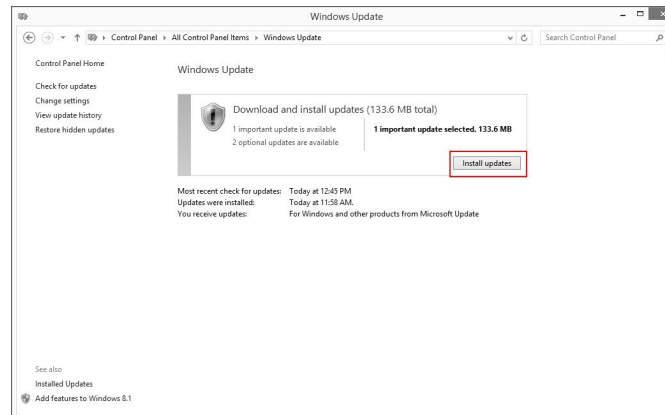 Windows Update
Control Panel ▸ All Control Panel Items ▸ Windows Update
Search Control Panel
Control Panel Home
Check for updates
Change settings
View update history
Restore hidden updates
Windows Update
Download and install updates (133.6 MB total)
1 important update is available
2 optional updates are available
1 important update selected, 133.6 MB
Install updates
Most recent check for updates: Today at 12:45 PM
Updates were installed: Today at 11:58 AM.
You receive updates: For Windows and other products from Microsoft Update
See also
Installed Updates
Add features to Windows 8.1